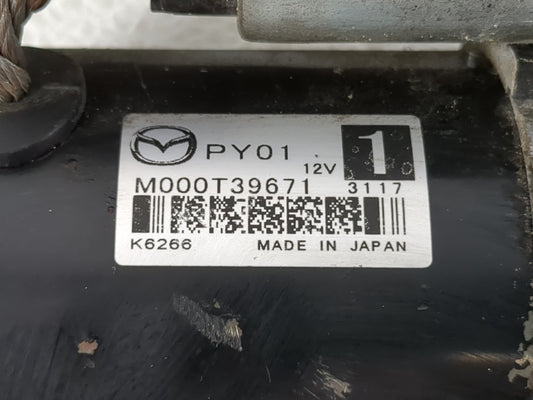 PY01 12V 1
M000T39671 3117
K6266 MADE IN JAPAN